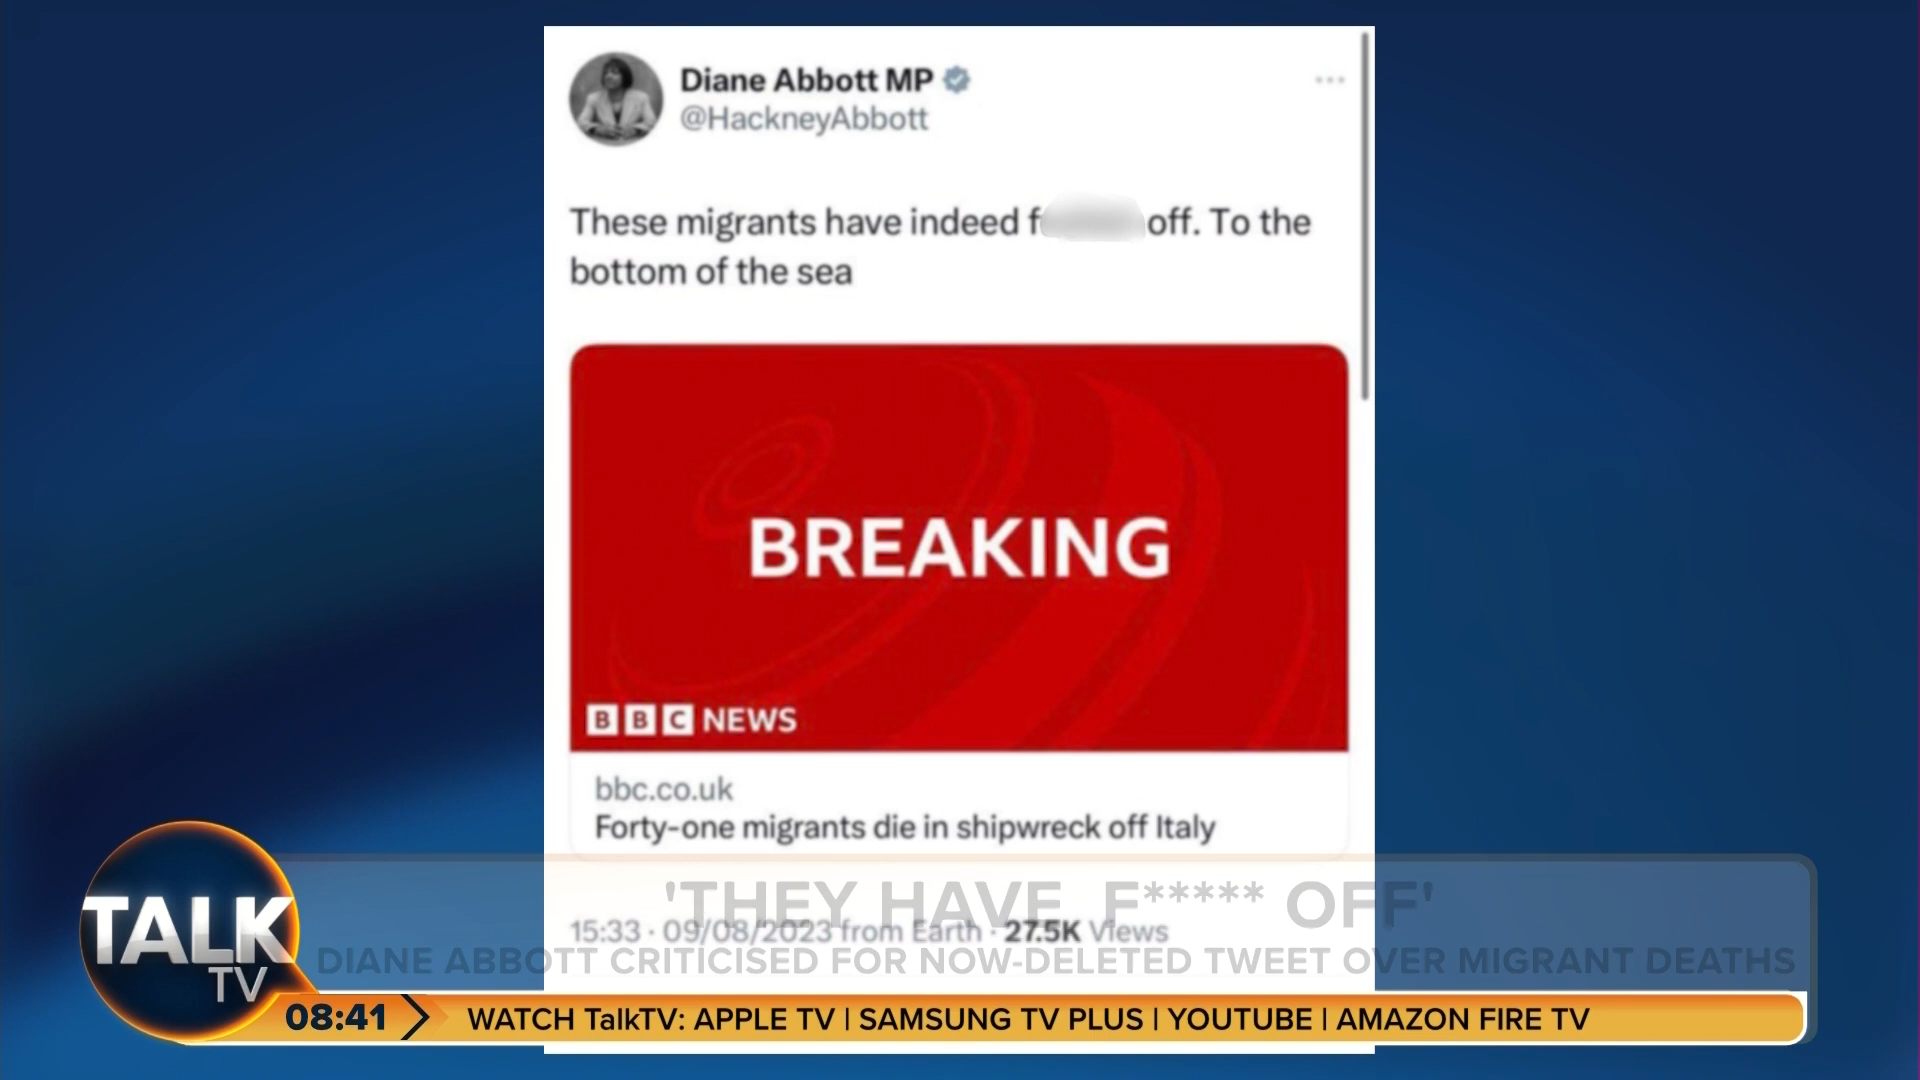 Diane Abbott MP
@HackneyAbbott
These migrants have indeed f off. To the
bottom of the sea
BREAKING
BBC NEWS
bbc.co.uk
Forty-one migrants die in shipwreck off Italy
15:33 · 09/08/2023 from Earth · 27.5K Views
'THEY HAVE F***** OFF'
DIANE ABBOTT CRITICISED FOR NOW-DELETED TWEET OVER MIGRANT DEATHS
TALK
TV
08:41
WATCH TalkTV: APPLE TV | SAMSUNG TV PLUS | YOUTUBE | AMAZON FIRE TV